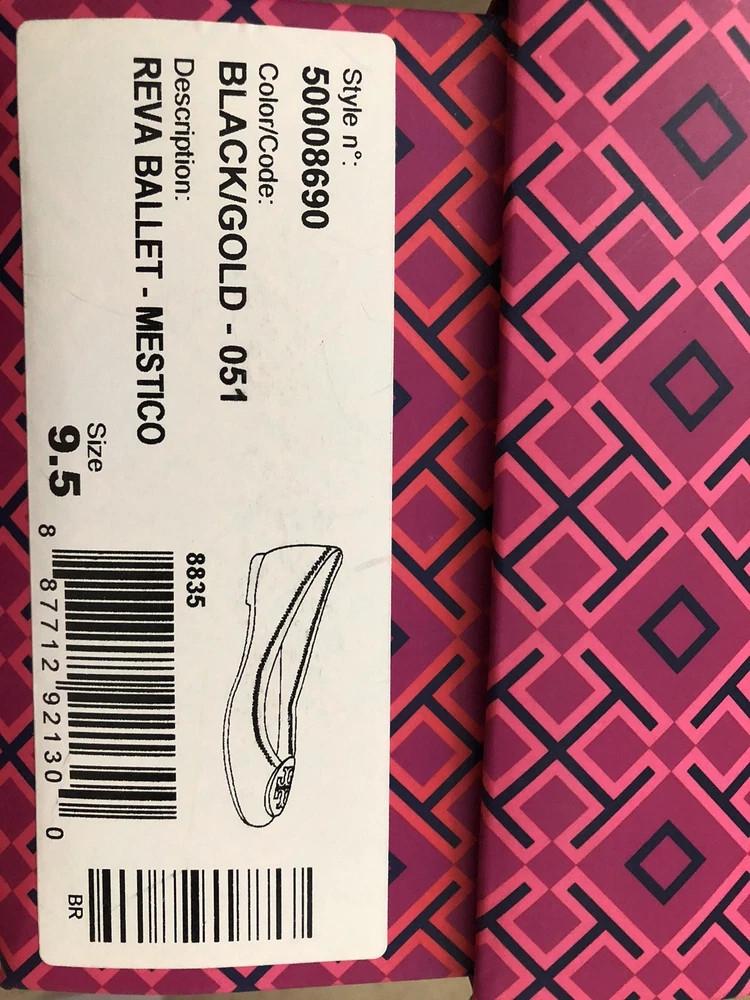 Style n°:
50008690
Color/Code:
BLACK/GOLD - 051
Description:
REVA BALLET - MESTICO
Size
9.5
8835
8 87712 92130 0
BR